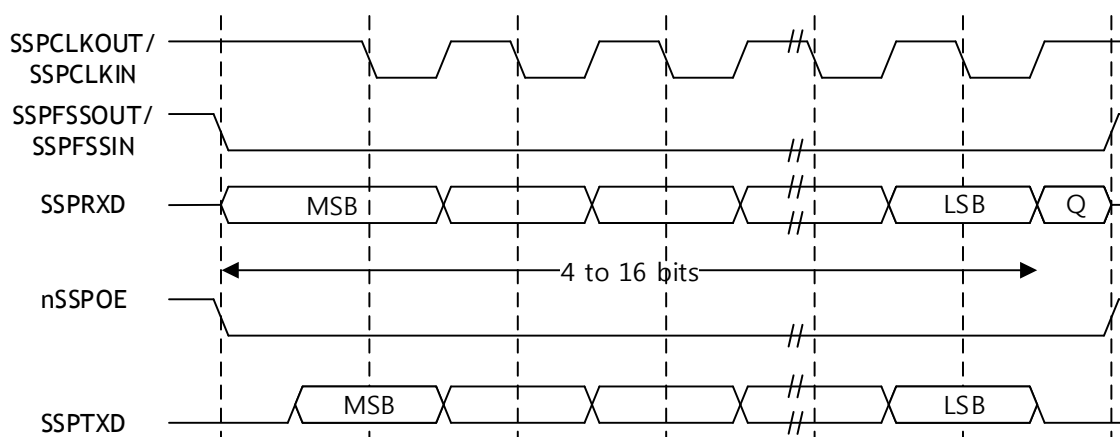 SSPCLKOUT/
SSPCLKIN
SSPFSSOUT/
SSPFSSIN
SSPRXD
MSB
LSB
Q
4 to 16 bits
nSSPOE
SSPTXD
MSB
LSB